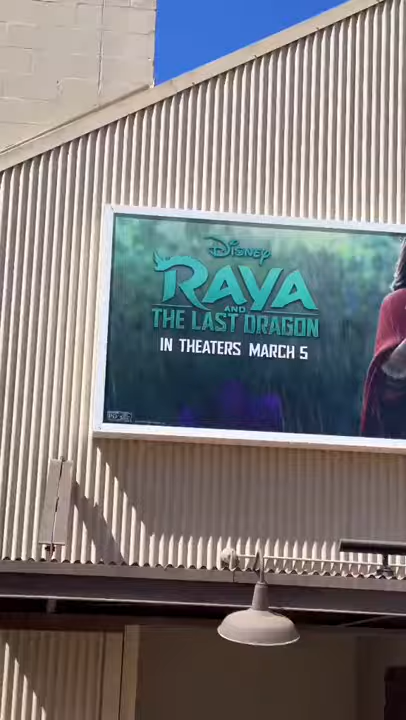 Disney
RAYA
AND
THE LAST DRAGON
IN THEATERS MARCH 5